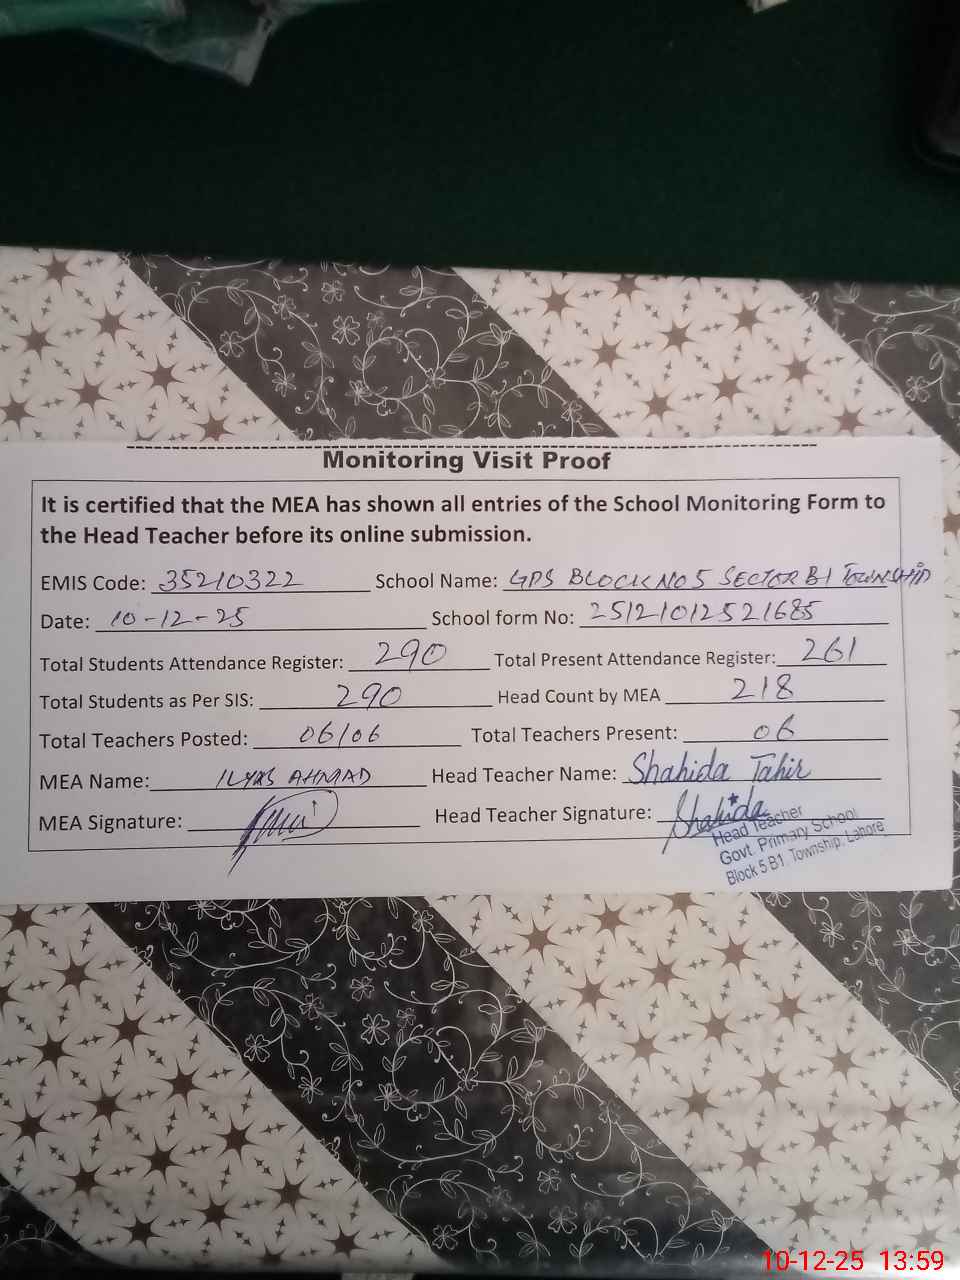 Monitoring Visit Proof
It is certified that the MEA has shown all entries of the School Monitoring Form to
the Head Teacher before its online submission.
EMIS Code: 35210322 School Name: GPS BLOCK NO 5 SECTOR B1 TOWNSHIP
Date: 10-12-25 School form No: 25121012521685
Total Students Attendance Register: 290 Total Present Attendance Register: 261
Total Students as Per SIS: 290 Head Count by MEA 218
Total Teachers Posted: 06/06 Total Teachers Present: 06
MEA Name: ILYAS AHMAD Head Teacher Name: Shahida Tahir
MEA Signature: Head Teacher Signature: Shahida
Head Teacher
Govt. Primary School
Block 5 B1, Township, Lahore
10-12-25 13:59